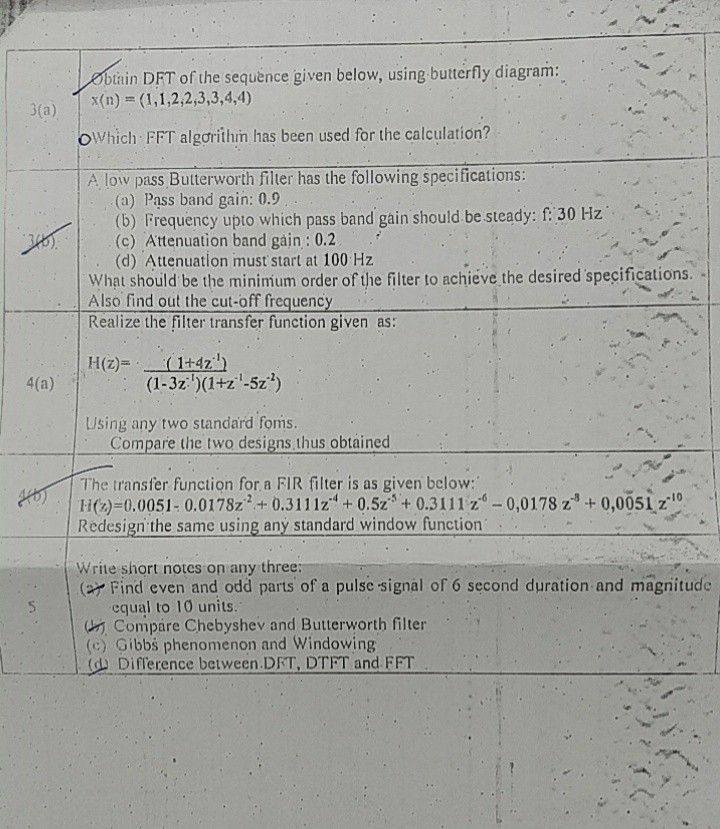 3(a)
Obtain DFT of the sequence given below, using butterfly diagram:
x(n) = (1,1,2,2,3,3,4,4)
Which FFT algorithm has been used for the calculation?
3(b)
A low pass Butterworth filter has the following specifications:
(a) Pass band gain: 0.9
(b) Frequency upto which pass band gain should be steady: f: 30 Hz
(c) Attenuation band gain : 0.2
(d) Attenuation must start at 100 Hz
What should be the minimum order of the filter to achieve the desired specifications.
Also find out the cut-off frequency
4(a)
Realize the filter transfer function given as:
H(z)= (1+4z⁻¹)
(1-3z⁻¹)(1+z⁻¹-5z⁻²)
Using any two standard foms.
Compare the two designs thus obtained
4(b)
The transfer function for a FIR filter is as given below:
H(z)=0.0051- 0.0178z⁻² + 0.3111z⁻⁴ + 0.5z⁻⁵ + 0.3111 z⁻⁶ – 0,0178 z⁻⁸ + 0,0051 z⁻¹⁰
Redesign the same using any standard window function
5
Write short notes on any three:
(a) Find even and odd parts of a pulse signal of 6 second duration and magnitude
equal to 10 units.
(b) Compare Chebyshev and Butterworth filter
(c) Gibbs phenomenon and Windowing
(d) Difference between DFT, DTFT and FFT